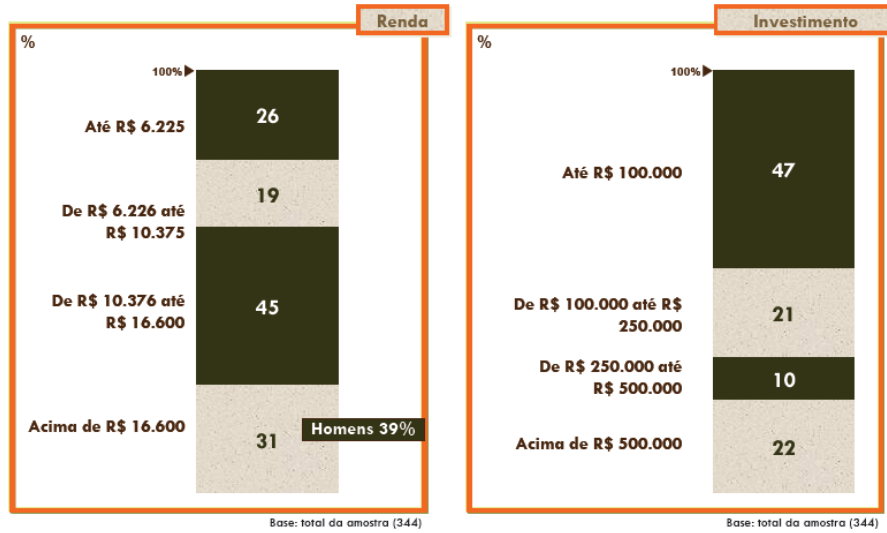 Renda
%
100%
Até R$ 6.225
26
19
De R$ 6.226 até
R$ 10.375
De R$ 10.376 até
R$ 16.600
45
Acima de R$ 16.600
31
Homens 39%
Base: total da amostra (344)
Investimento
%
100%
Até R$ 100.000
47
De R$ 100.000 até R$
250.000
21
De R$ 250.000 até
R$ 500.000
10
Acima de R$ 500.000
22
Base: total da amostra (344)